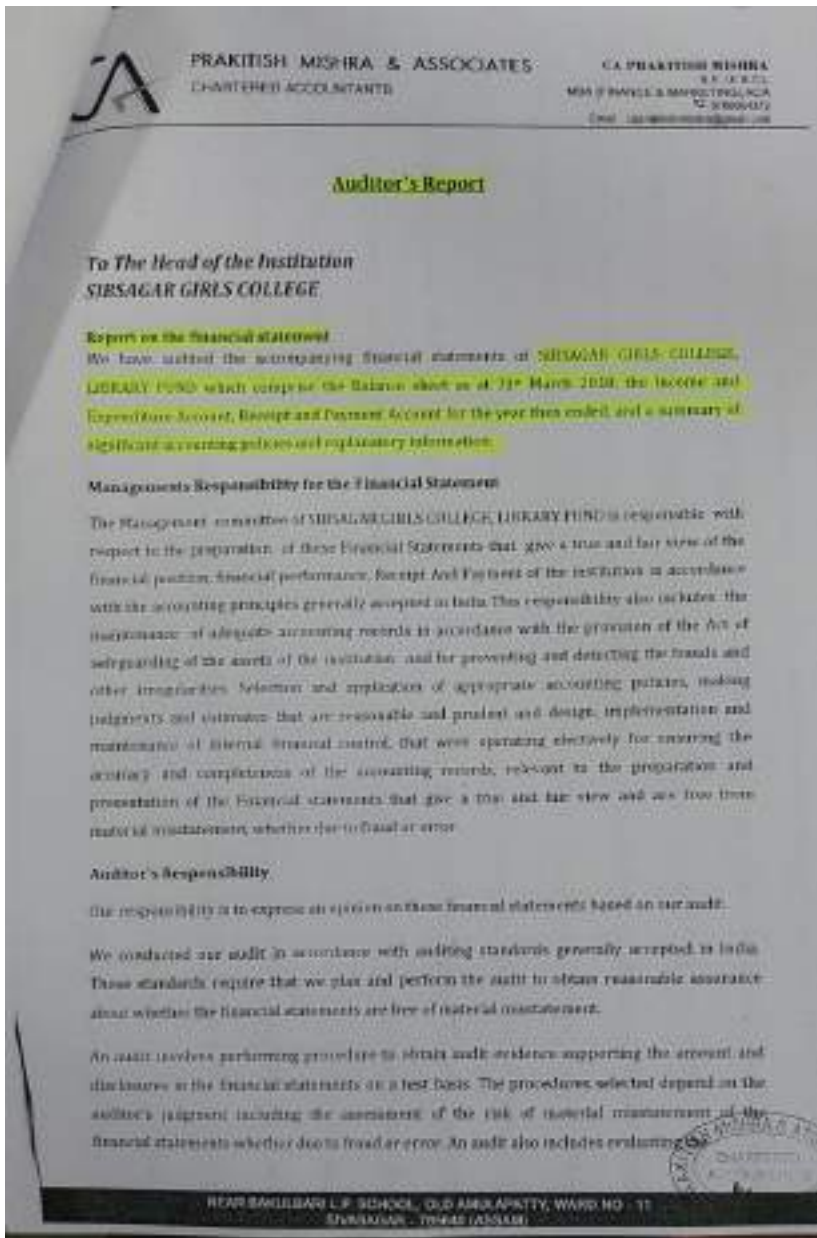 PRAKITISH MISHRA & ASSOCIATES
CHARTERED ACCOUNTANTS
CA PRAKITISH MISHRA
Auditor's Report
To The Head of the Institution
SIBSAGAR GIRLS COLLEGE
Report on the financial statement
We have audited the accompanying financial statements of SIBSAGAR GIRLS COLLEGE,
LIBRARY FUND which comprise the Balance sheet as at 31st March 2018, the Income and
Expenditure Account, Receipt and Payment Account for the year then ended, and a summary of
significant accounting policies and explanatory information.
Managements Responsibility for the Financial Statement
The Management committee of SIBSAGAR GIRLS COLLEGE, LIBRARY FUND is responsible with
respect to the preparation of these Financial Statements that give a true and fair view of the
financial position, financial performance, Receipt And Payment of the institution in accordance
with the accounting principles generally accepted in India. This responsibility also includes the
maintenance of adequate accounting records in accordance with the provision of the Act of
safeguarding of the assets of the institution and for preventing and detecting the frauds and
other irregularities. Selection and application of appropriate accounting policies, making
judgments and estimates that are reasonable and prudent and design, implementation and
maintenance of internal financial control, that were operating electively for ensuring the
accuracy and completeness of the accounting records, relevant to the preparation and
presentation of the Financial statements that give a true and fair view and are free from
material misstatement, whether due to fraud or error.
Auditor's Responsibility
Our responsibility is to express an opinion on these financial statements based on our audit.
We conducted our audit in accordance with auditing standards generally accepted in India.
Those standards require that we plan and perform the audit to obtain reasonable assurance
about whether the financial statements are free of material misstatement.
An audit involves performing procedure to obtain audit evidence supporting the amount and
disclosures in the financial statements on a test basis. The procedures selected depend on the
auditor's judgment including the assessment of the risk of material misstatement of the
financial statements whether due to fraud or error. An audit also includes evaluating
NEAR BAKULBARI L.P. SCHOOL, OLD AMULAPATTY, WARD NO - 11
SIVASAGAR - (ASSAM)